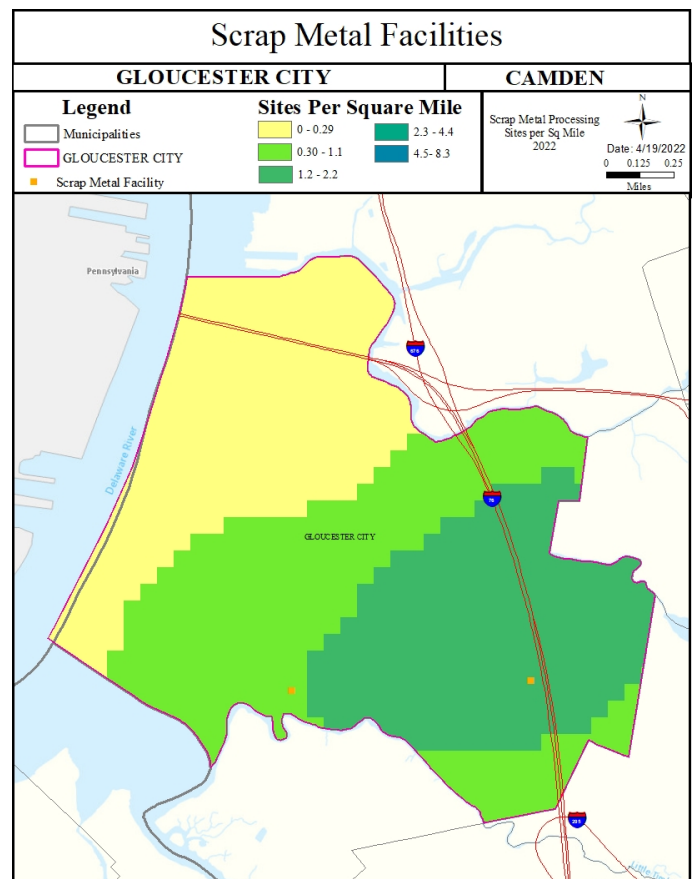 Scrap Metal Facilities
GLOUCESTER CITY
CAMDEN
Legend
Municipalities
GLOUCESTER CITY
Scrap Metal Facility
Sites Per Square Mile
0 - 0.29
0.30 - 1.1
1.2 - 2.2
2.3 - 4.4
4.5- 8.3
Scrap Metal Processing
Sites per Sq Mile
2022
N
Date: 4/19/2022
0 0.125 0.25
Miles
Pennsylvania
676
Delaware River
76
GLOUCESTER CITY
295